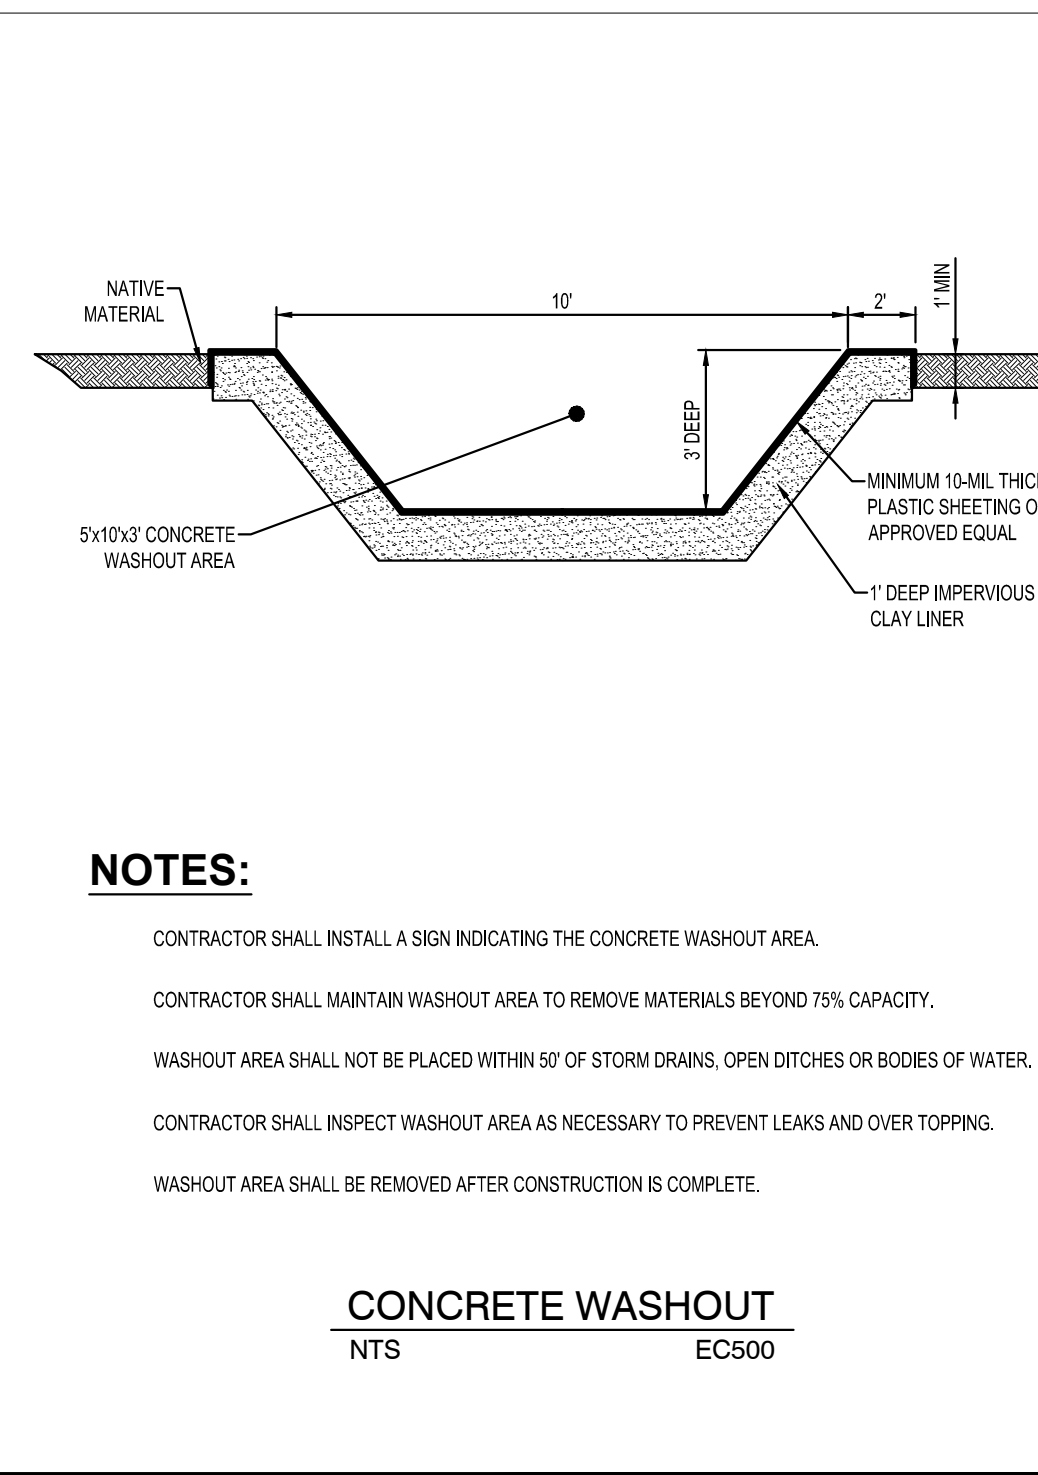 NATIVE
MATERIAL
10'
2'
1' MIN
3' DEEP
5'x10'x3' CONCRETE
WASHOUT AREA
MINIMUM 10-MIL
PLASTIC SHEETING
APPROVED EQUAL
1' DEEP IMPERVIOUS
CLAY LINER
NOTES:
CONTRACTOR SHALL INSTALL A SIGN INDICATING THE CONCRETE WASHOUT AREA.
CONTRACTOR SHALL MAINTAIN WASHOUT AREA TO REMOVE MATERIALS BEYOND 75% CAPACITY.
WASHOUT AREA SHALL NOT BE PLACED WITHIN 50' OF STORM DRAINS, OPEN DITCHES OR BODIES OF WATER.
CONTRACTOR SHALL INSPECT WASHOUT AREA AS NECESSARY TO PREVENT LEAKS AND OVER TOPPING.
WASHOUT AREA SHALL BE REMOVED AFTER CONSTRUCTION IS COMPLETE.
CONCRETE WASHOUT
NTS EC500